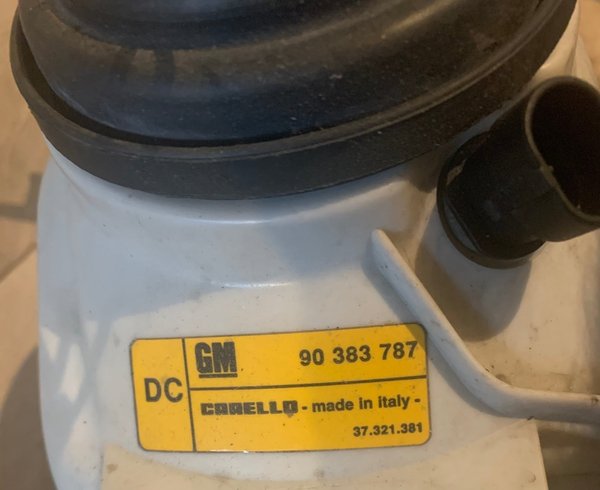 DC
GM 90 383 787
CARELLO - made in italy -
37.321.381